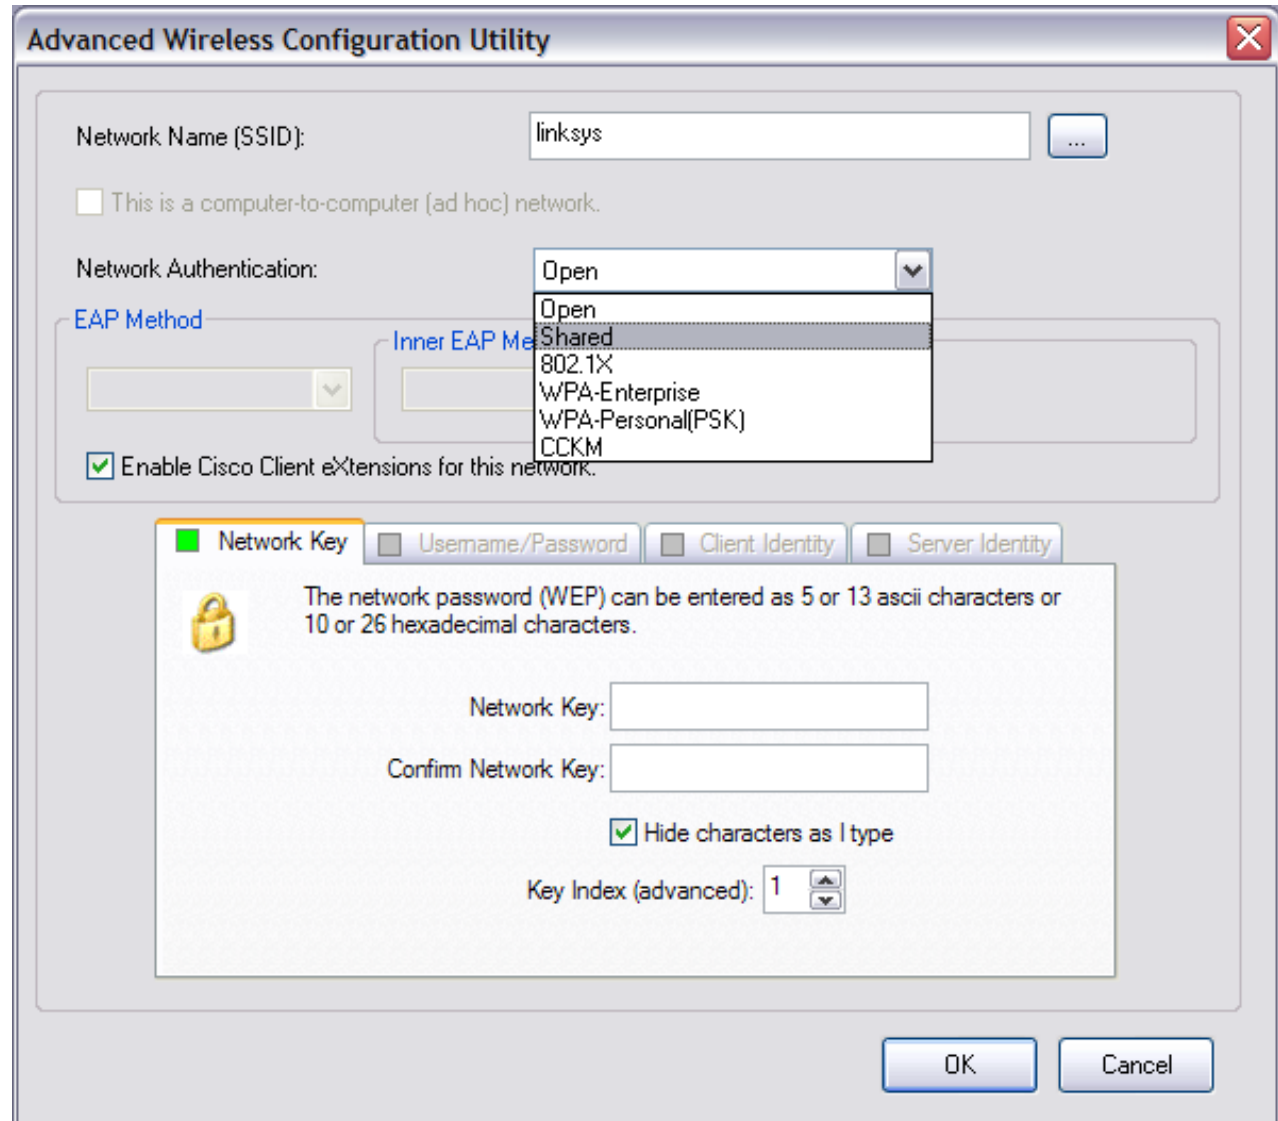 Advanced Wireless Configuration Utility
Network Name (SSID):
linksys
...
This is a computer-to-computer (ad hoc) network.
Network Authentication:
Open
Open
Shared
802.1X
WPA-Enterprise
WPA-Personal(PSK)
CCKM
EAP Method
Inner EAP Me
Enable Cisco Client eXtensions for this network.
Network Key
Username/Password
Client Identity
Server Identity
The network password (WEP) can be entered as 5 or 13 ascii characters or
10 or 26 hexadecimal characters.
Network Key:
Confirm Network Key:
Hide characters as I type
Key Index (advanced):
1
OK
Cancel